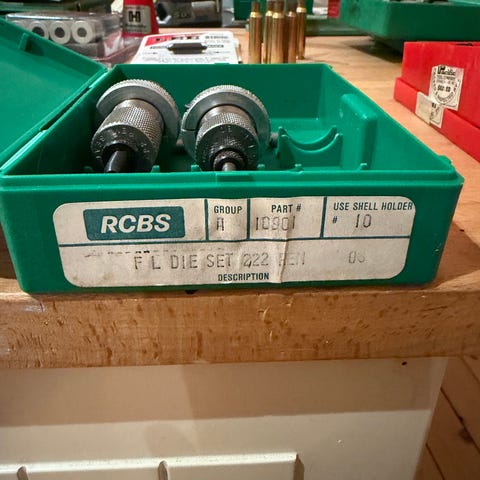 RCBS
GROUP
A
PART #
10901
USE SHELL HOLDER
# 10
F L DIE SET 222 REM
DESCRIPTION